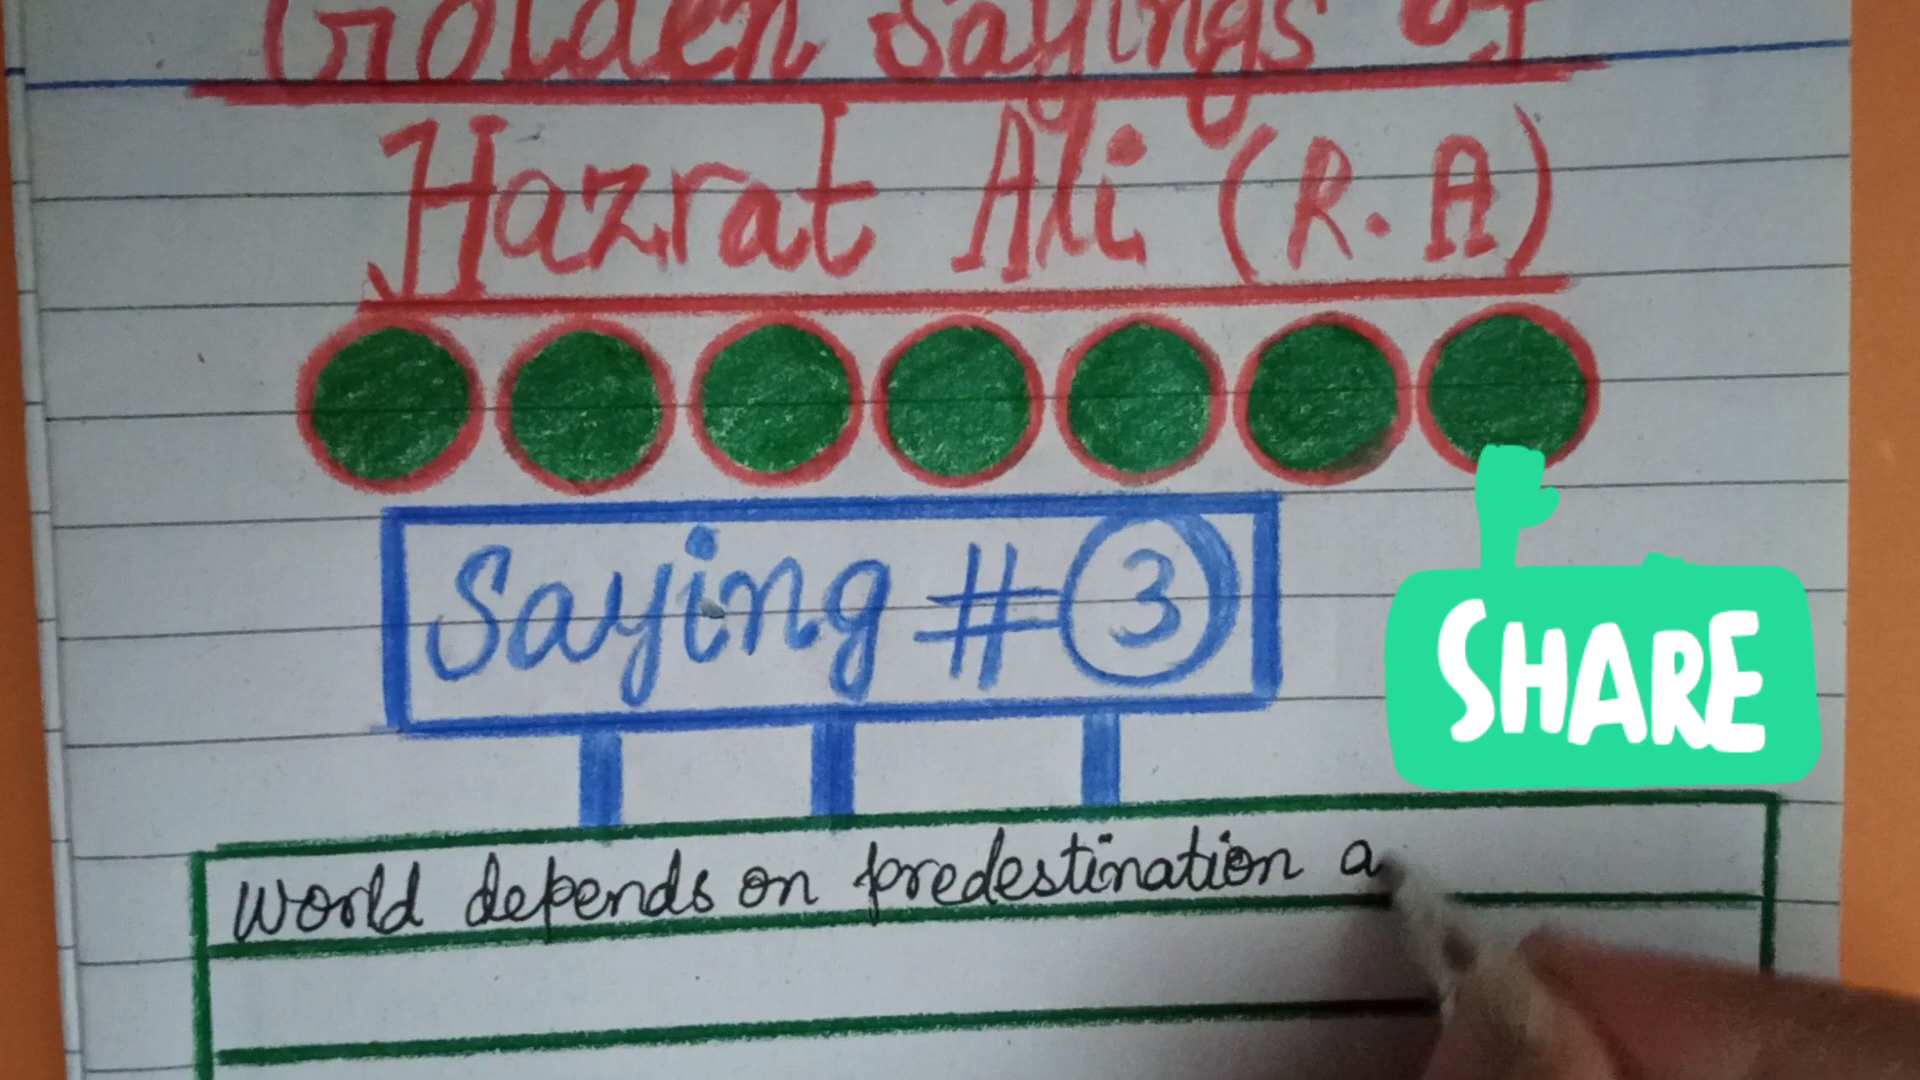 Golden Sayings of
Hazrat Ali (R.A)
Saying # 3
SHARE
World depends on predestination a